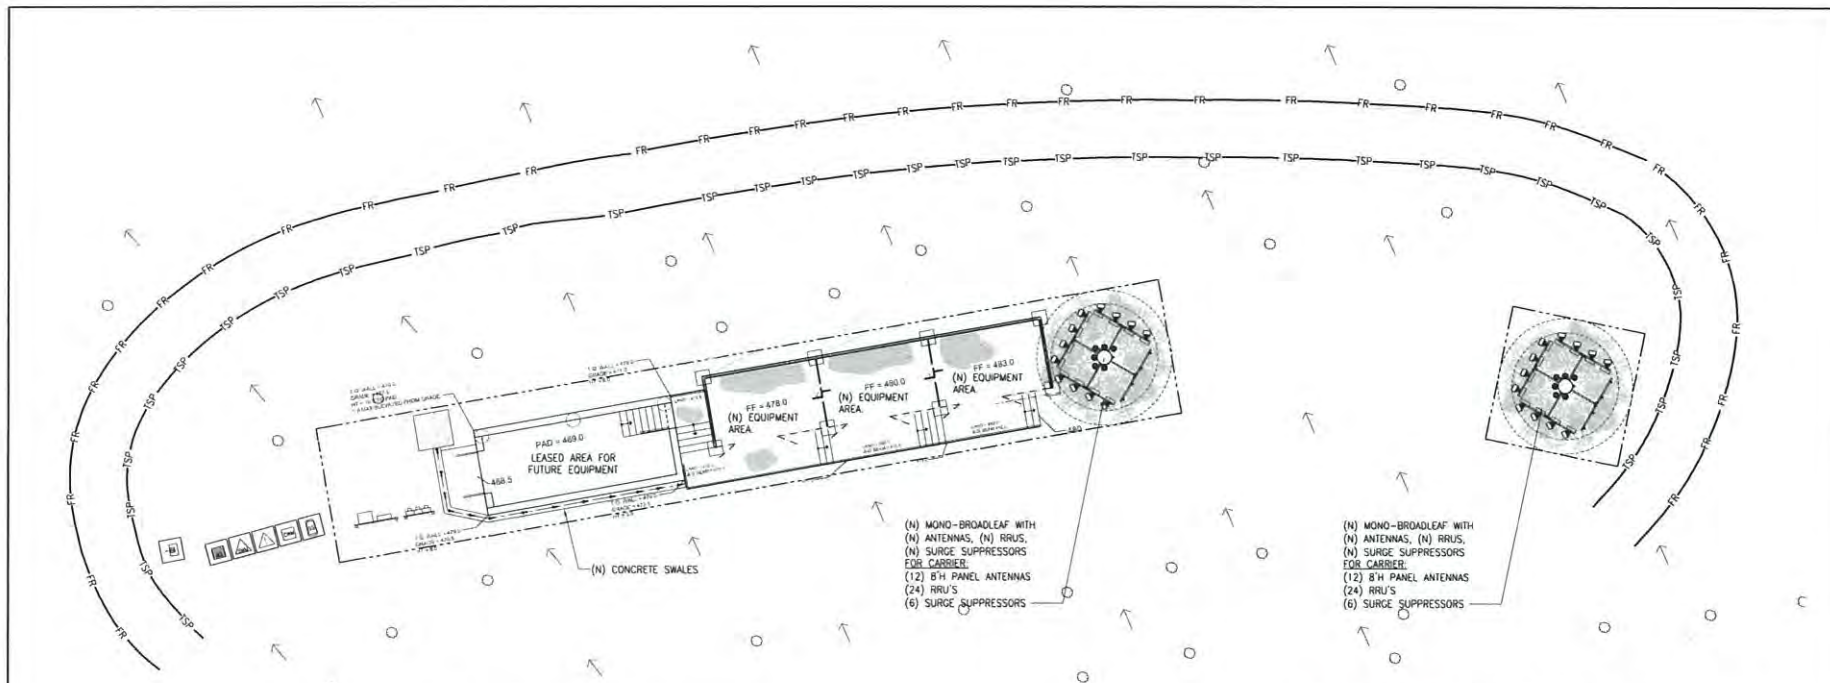 FF = 483.0
(N) EQUIPMENT
AREA.
FF = 480.0
(N) EQUIPMENT
AREA.
FF = 478.0
(N) EQUIPMENT
AREA.
480
PAD = 469.0
LEASED AREA FOR
FUTURE EQUIPMENT
468.5
(N) CONCRETE SWALES
(N) MONO-BROADLEAF WITH
(N) ANTENNAS, (N) RRUS,
(N) SURGE SUPPRESSORS
FOR CARRIER:
(12) 8'H PANEL ANTENNAS
(24) RRU'S
(6) SURGE SUPPRESSORS
(N) MONO-BROADLEAF WITH
(N) ANTENNAS, (N) RRUS,
(N) SURGE SUPPRESSORS
FOR CARRIER:
(12) 8'H PANEL ANTENNAS
(24) RRU'S
(6) SURGE SUPPRESSORS
FR
TSP